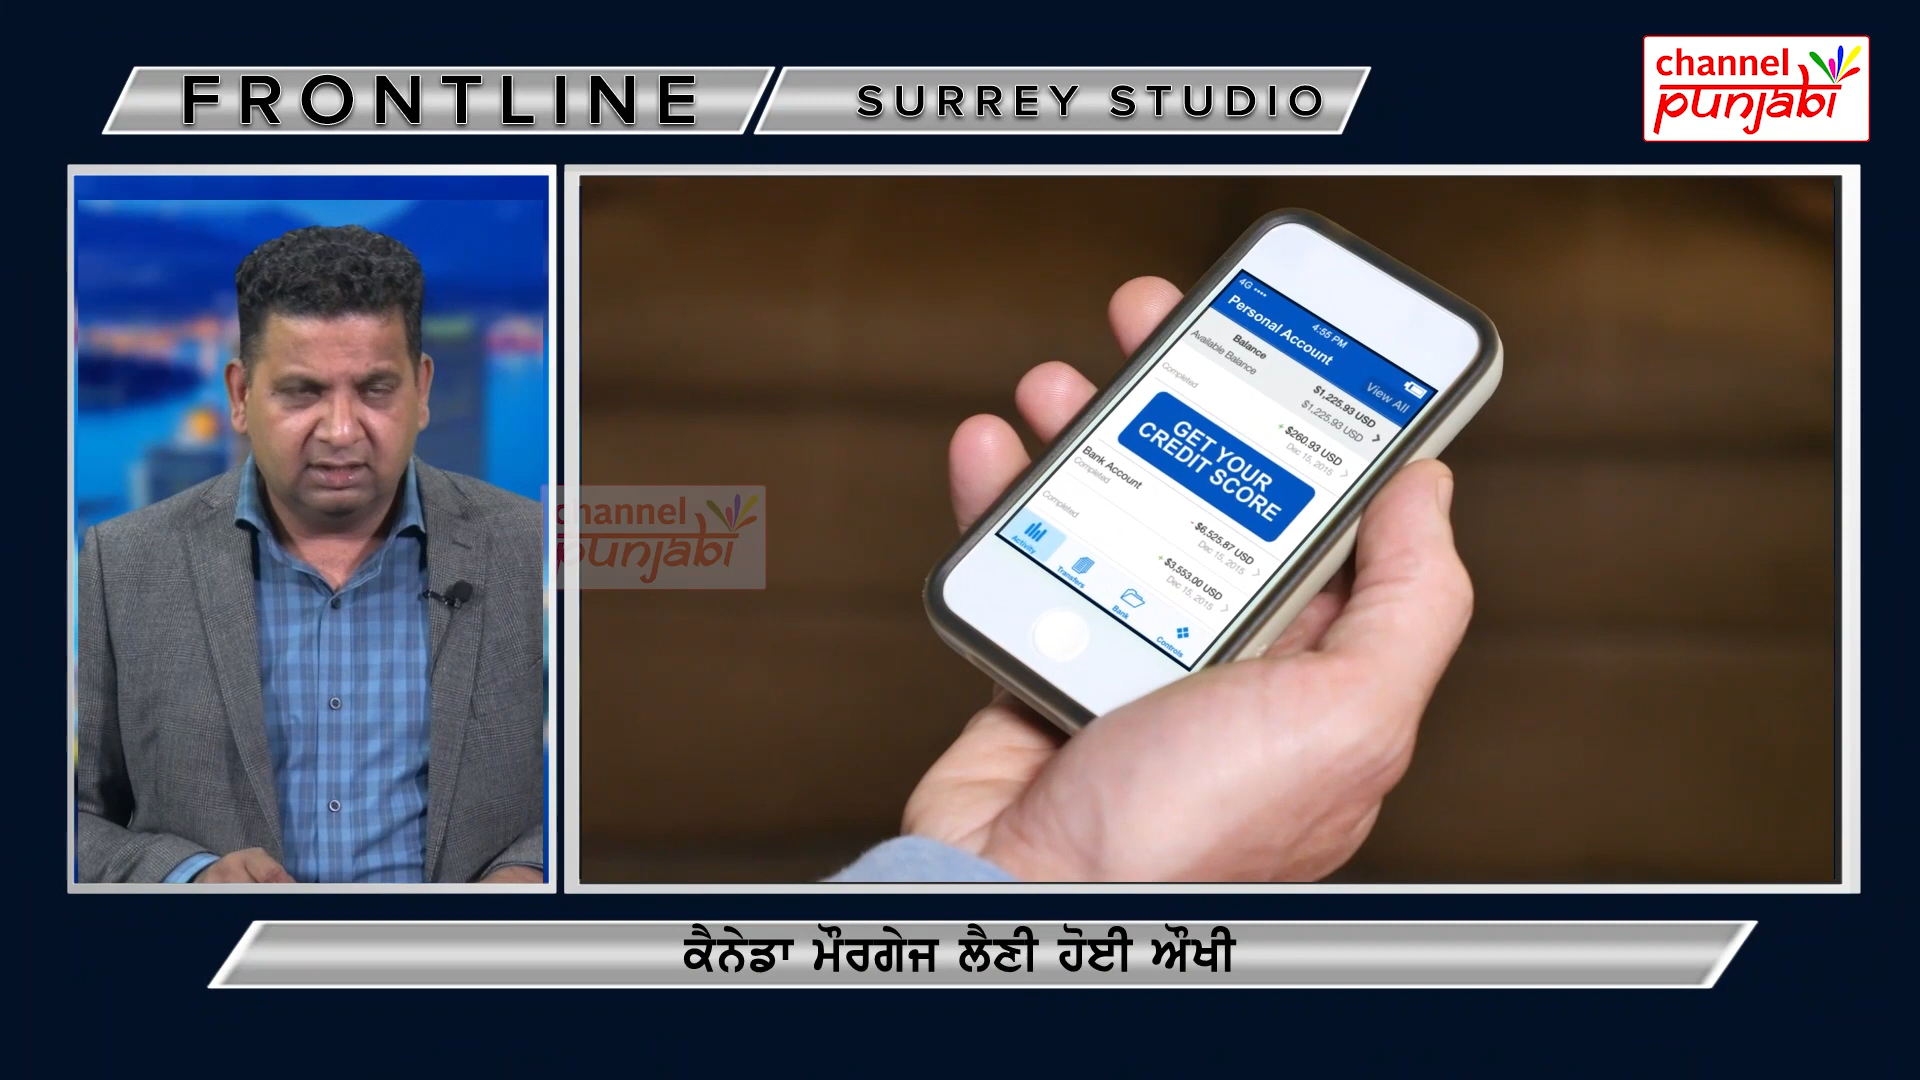 FRONTLINE
SURREY STUDIO
channel
punjabi
4G
4:55 PM
Personal Account
View All
Balance
$1,225.93 USD
Available Balance
$1,225.93 USD
Completed
+ $260.93 USD
Dec 15, 2015
GET YOUR
CREDIT SCORE
Bank Account
Completed
- $6,525.87 USD
Dec 15, 2015
Completed
+ $3,553.00 USD
Dec 15, 2015
Activity
Transfers
Bank
Controls
channel
punjabi
ਕੈਨੇਡਾ ਮੌਰਗੇਜ ਲੈਣੀ ਹੋਈ ਔਖੀ